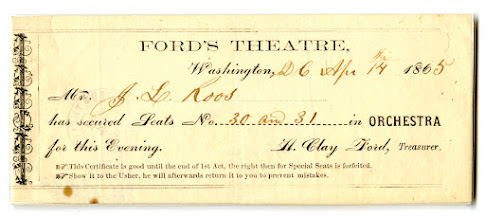 FORD'S THEATRE,
Washington, D C Apr 14th 1865
Mr. J. L. Roos
has secured Seats No. 30 and 31 in ORCHESTRA
for this Evening. H. Clay Ford, Treasurer.
☞ This Certificate is good until the end of 1st Act, the right then for Special Seats is forfeited.
☞ Show it to the Usher, he will afterwards return it to you to prevent mistakes.